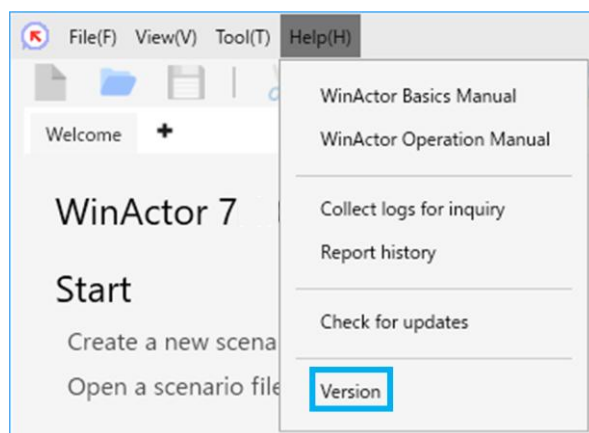 File(F) View(V) Tool(T) Help(H)
WinActor Basics Manual
WinActor Operation Manual
Collect logs for inquiry
Report history
Check for updates
Version
Welcome +
WinActor 7
Start
Create a new scena
Open a scenario file